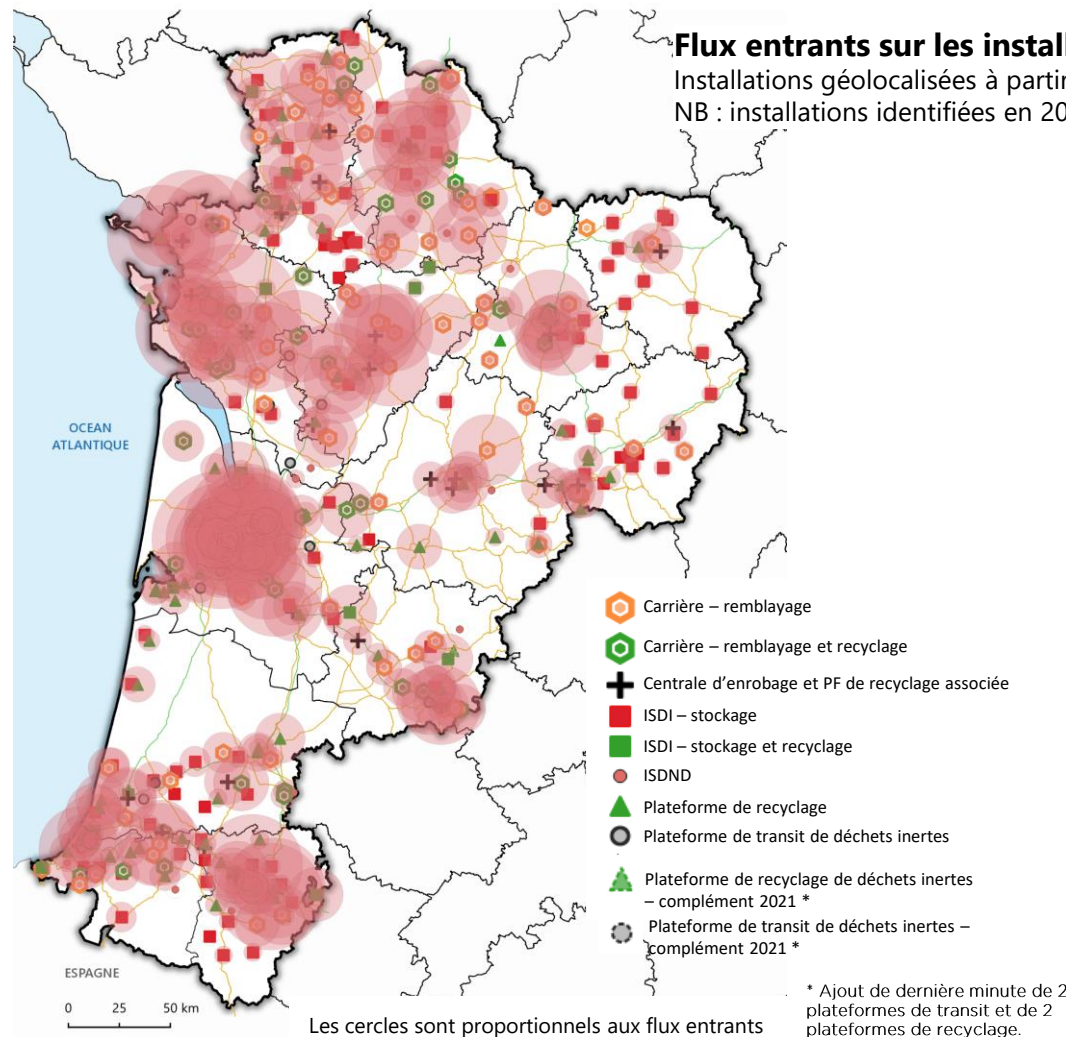 Flux entrants sur les install
Installations géolocalisées à partir
NB : installations identifiées en 20
OCEAN
ATLANTIQUE
Carrière – remblayage
Carrière – remblayage et recyclage
Centrale d'enrobage et PF de recyclage associée
ISDI – stockage
ISDI – stockage et recyclage
ISDND
Plateforme de recyclage
Plateforme de transit de déchets inertes
Plateforme de recyclage de déchets inertes
– complément 2021 *
Plateforme de transit de déchets inertes –
complément 2021 *
ESPAGNE
0 25 50 km
Les cercles sont proportionnels aux flux entrants
* Ajout de dernière minute de 2
plateformes de transit et de 2
plateformes de recyclage.